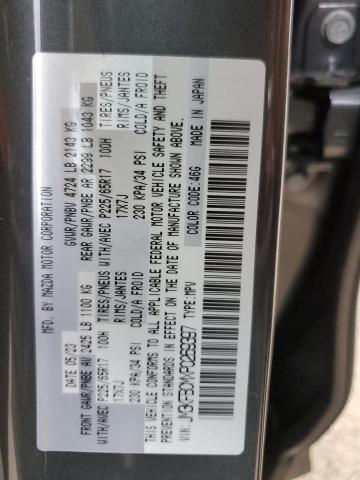 MFD. BY MAZDA MOTOR CORPORATION
DATE 05/23 GVWR/PNBV 4724 LB 2143 KG
FRONT GAWR/PNBE AV 2425 LB 1100 KG REAR GAWR/PNBE AR 2299 LB 1043 KG
WITH/AVEC P225/65R17 100H TIRES/PNEUS WITH/AVEC P225/65R17 100H TIRES/PNEUS
17X7J RIMS/JANTES 17X7J RIMS/JANTES
230 KPA/34 PSI COLD/A FROID 230 KPA/34 PSI COLD/A FROID
THIS VEHICLE CONFORMS TO ALL APPLICABLE FEDERAL MOTOR VEHICLE SAFETY AND THEFT
PREVENTION STANDARDS IN EFFECT ON THE DATE OF MANUFACTURE SHOWN ABOVE.
VIN: TYPE: MPV COLOR CODE: 46G MADE IN JAPAN